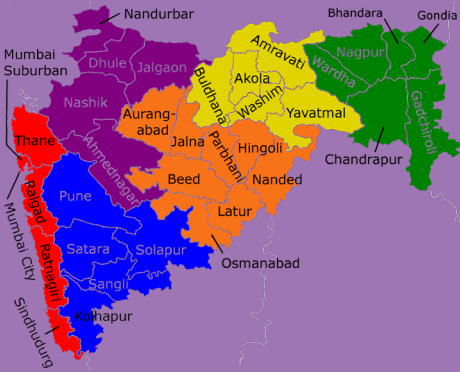 Nandurbar
Bhandara
Gondia
Mumbai
Suburban
Dhule
Jalgaon
Amravati
Nagpur
Wardha
Buldhana
Akola
Washim
Nashik
Yavatmal
Gadchiroli
Aurang-
abad
Thane
Jalna
Parbhani
Hingoli
Chandrapur
Ahmednagar
Beed
Nanded
Raigad
Pune
Latur
Mumbai City
Ratnagiri
Satara
Solapur
Osmanabad
Sangli
Kolhapur
Sindhudurg